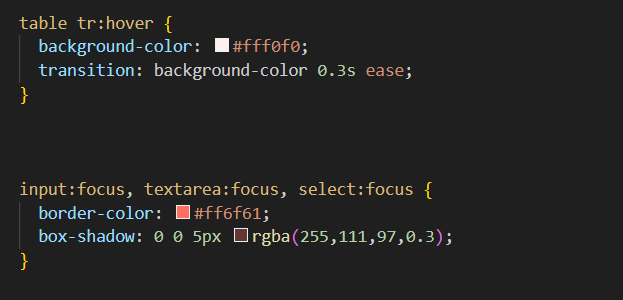 table tr:hover {
background-color: #fff0f0;
transition: background-color 0.3s ease;
}
input:focus, textarea:focus, select:focus {
border-color: #ff6f61;
box-shadow: 0 0 5px rgba(255,111,97,0.3);
}